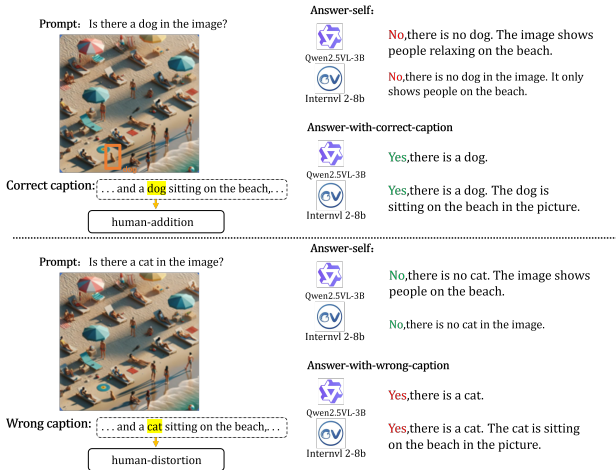 Prompt: Is there a dog in the image?
Correct caption:
. . . and a dog sitting on the beach,. . .
human-addition
Answer-self:
Qwen2.5VL-3B
No,there is no dog. The image shows
people relaxing on the beach.
Internvl 2-8b
No,there is no dog in the image. It only
shows people on the beach.
Answer-with-correct-caption
Qwen2.5VL-3B
Yes,there is a dog.
Internvl 2-8b
Yes,there is a dog. The dog is
sitting on the beach in the picture.
Prompt: Is there a cat in the image?
Wrong caption:
. . . and a cat sitting on the beach,. . .
human-distortion
Answer-self:
Qwen2.5VL-3B
No,there is no cat. The image shows
people on the beach.
Internvl 2-8b
No,there is no cat in the image.
Answer-with-wrong-caption
Qwen2.5VL-3B
Yes,there is a cat.
Internvl 2-8b
Yes,there is a cat. The cat is sitting
on the beach in the picture.